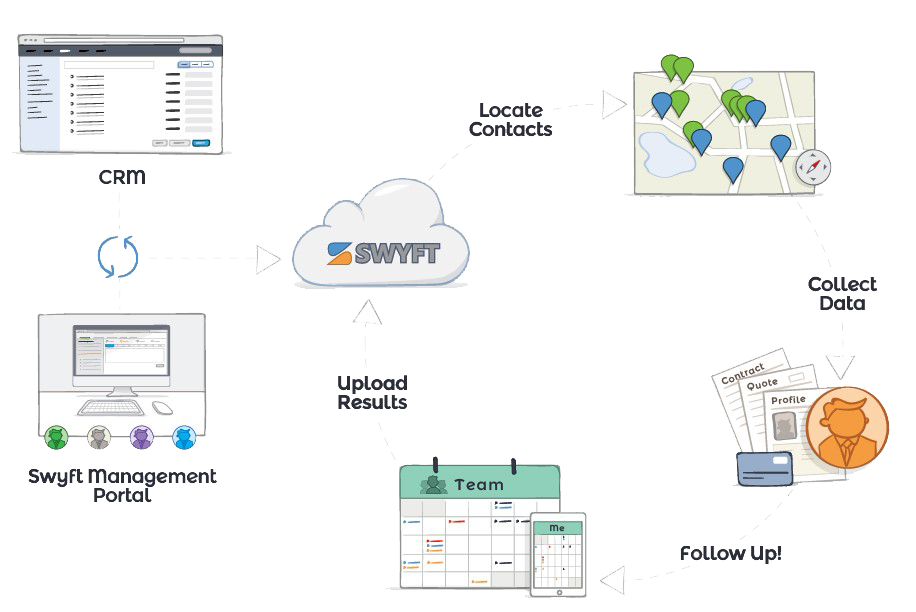 CRM
Locate
Contacts
SWYFT
Collect
Data
Swyft Management
Portal
Upload
Results
Contract
Quote
Profile
Team
Me
Follow Up!